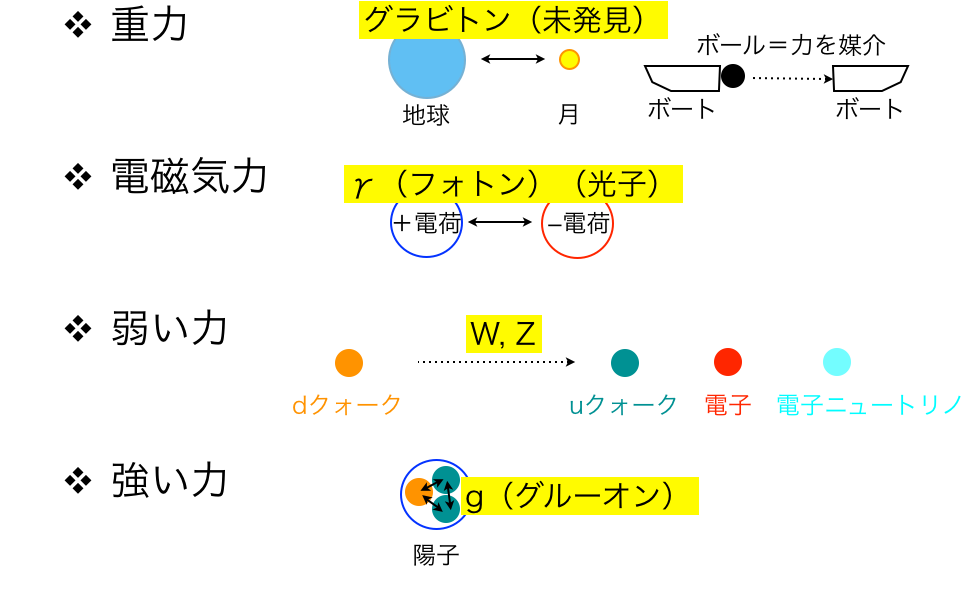 ❖ 重力
グラビトン（未発見）
ボール＝力を媒介
地球
月
ボート
ボート
❖ 電磁気力
γ（フォトン）（光子）
＋電荷
−電荷
❖ 弱い力
W, Z
dクォーク
uクォーク
電子
電子ニュートリノ
❖ 強い力
g（グルーオン）
陽子